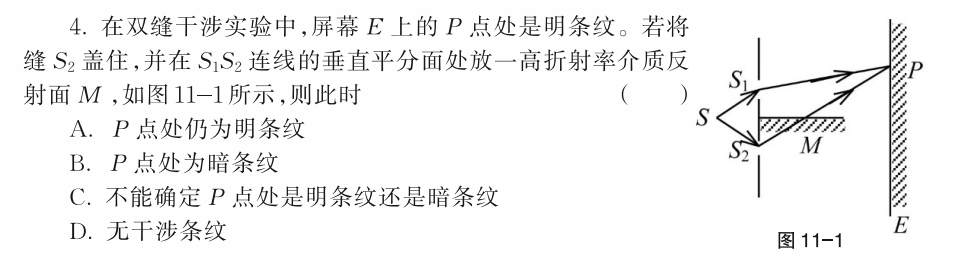 4. 在双缝干涉实验中,屏幕 E 上的 P 点处是明条纹。若将
缝 S₂ 盖住,并在 S₁S₂ 连线的垂直平分面处放一高折射率介质反
射面 M ,如图 11—1 所示,则此时 ( )
A. P 点处仍为明条纹
B. P 点处为暗条纹
C. 不能确定 P 点处是明条纹还是暗条纹
D. 无干涉条纹
S₁
P
S
M
S₂
E
图 11—1